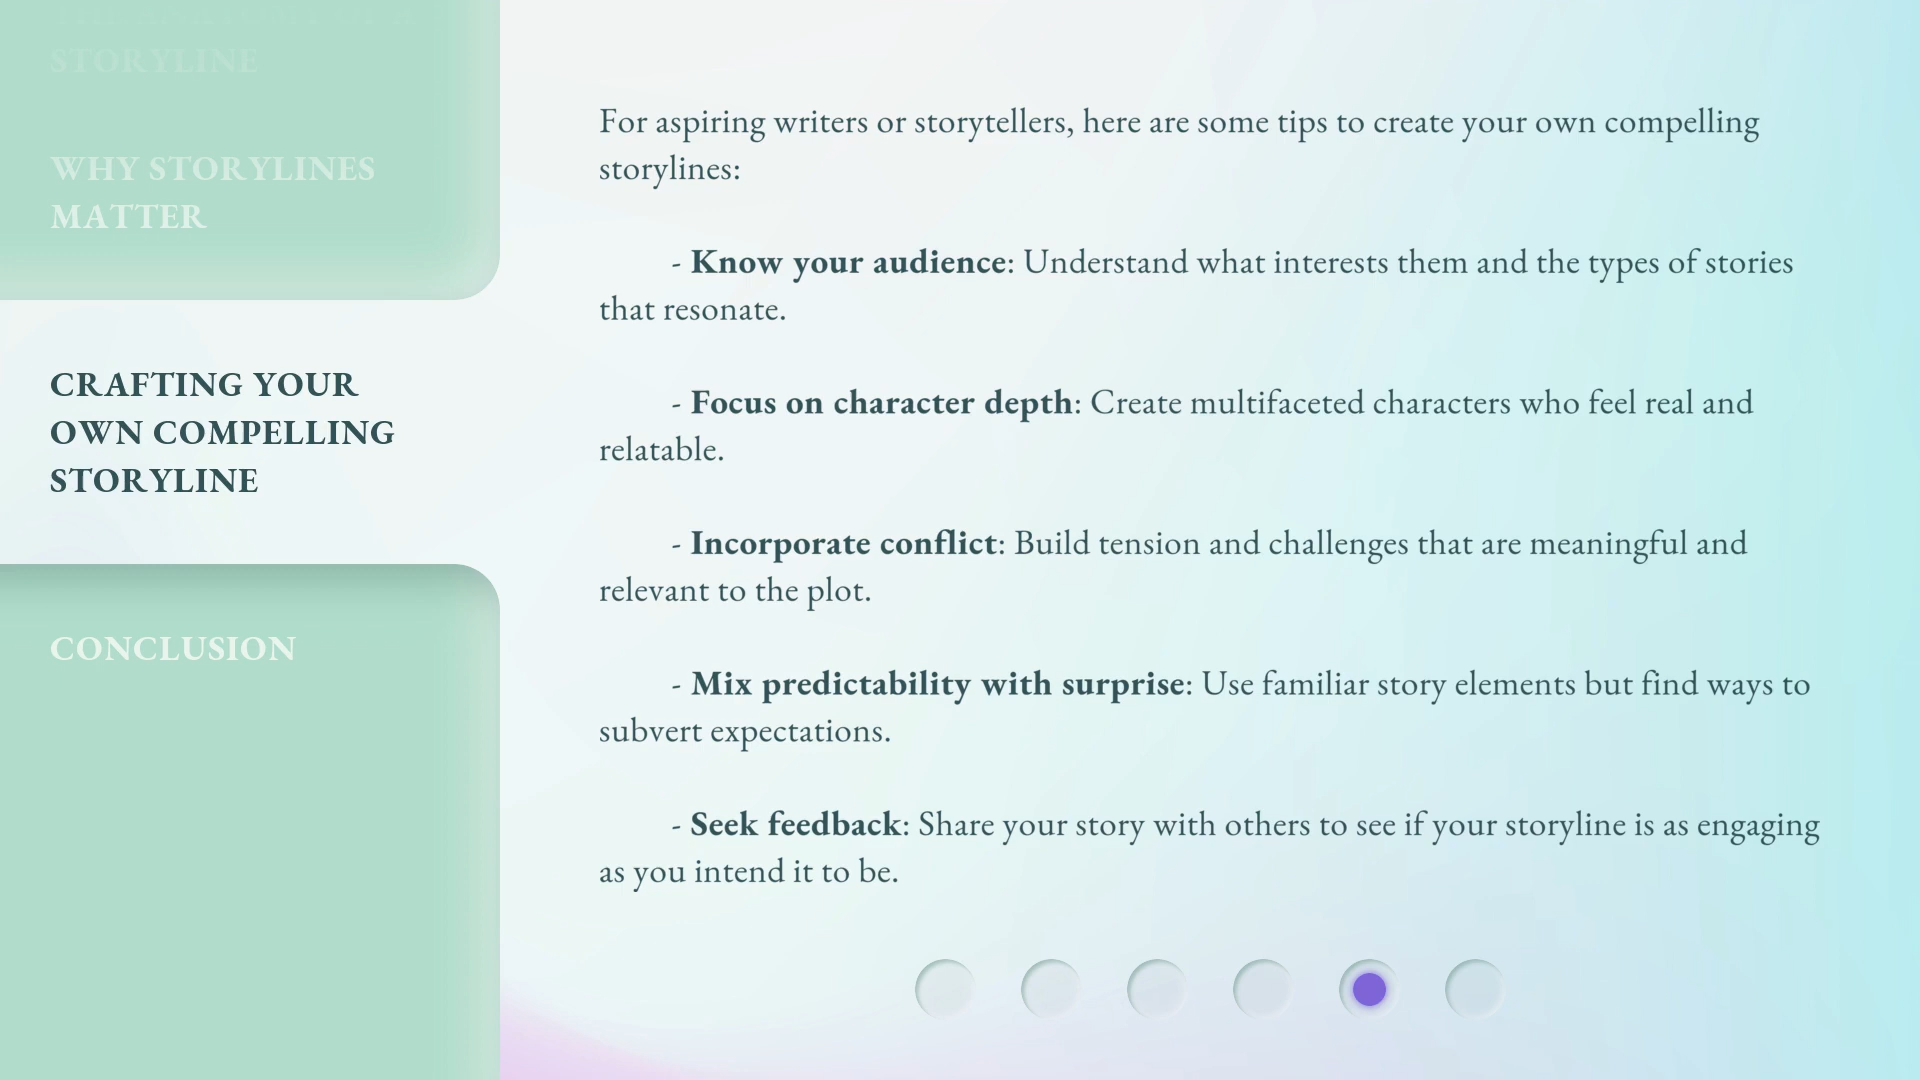 THE ANATOMY OF A
STORYLINE
WHY STORYLINES
MATTER
CRAFTING YOUR
OWN COMPELLING
STORYLINE
CONCLUSION
For aspiring writers or storytellers, here are some tips to create your own compelling
storylines:
- Know your audience: Understand what interests them and the types of stories
that resonate.
- Focus on character depth: Create multifaceted characters who feel real and
relatable.
- Incorporate conflict: Build tension and challenges that are meaningful and
relevant to the plot.
- Mix predictability with surprise: Use familiar story elements but find ways to
subvert expectations.
- Seek feedback: Share your story with others to see if your storyline is as engaging
as you intend it to be.